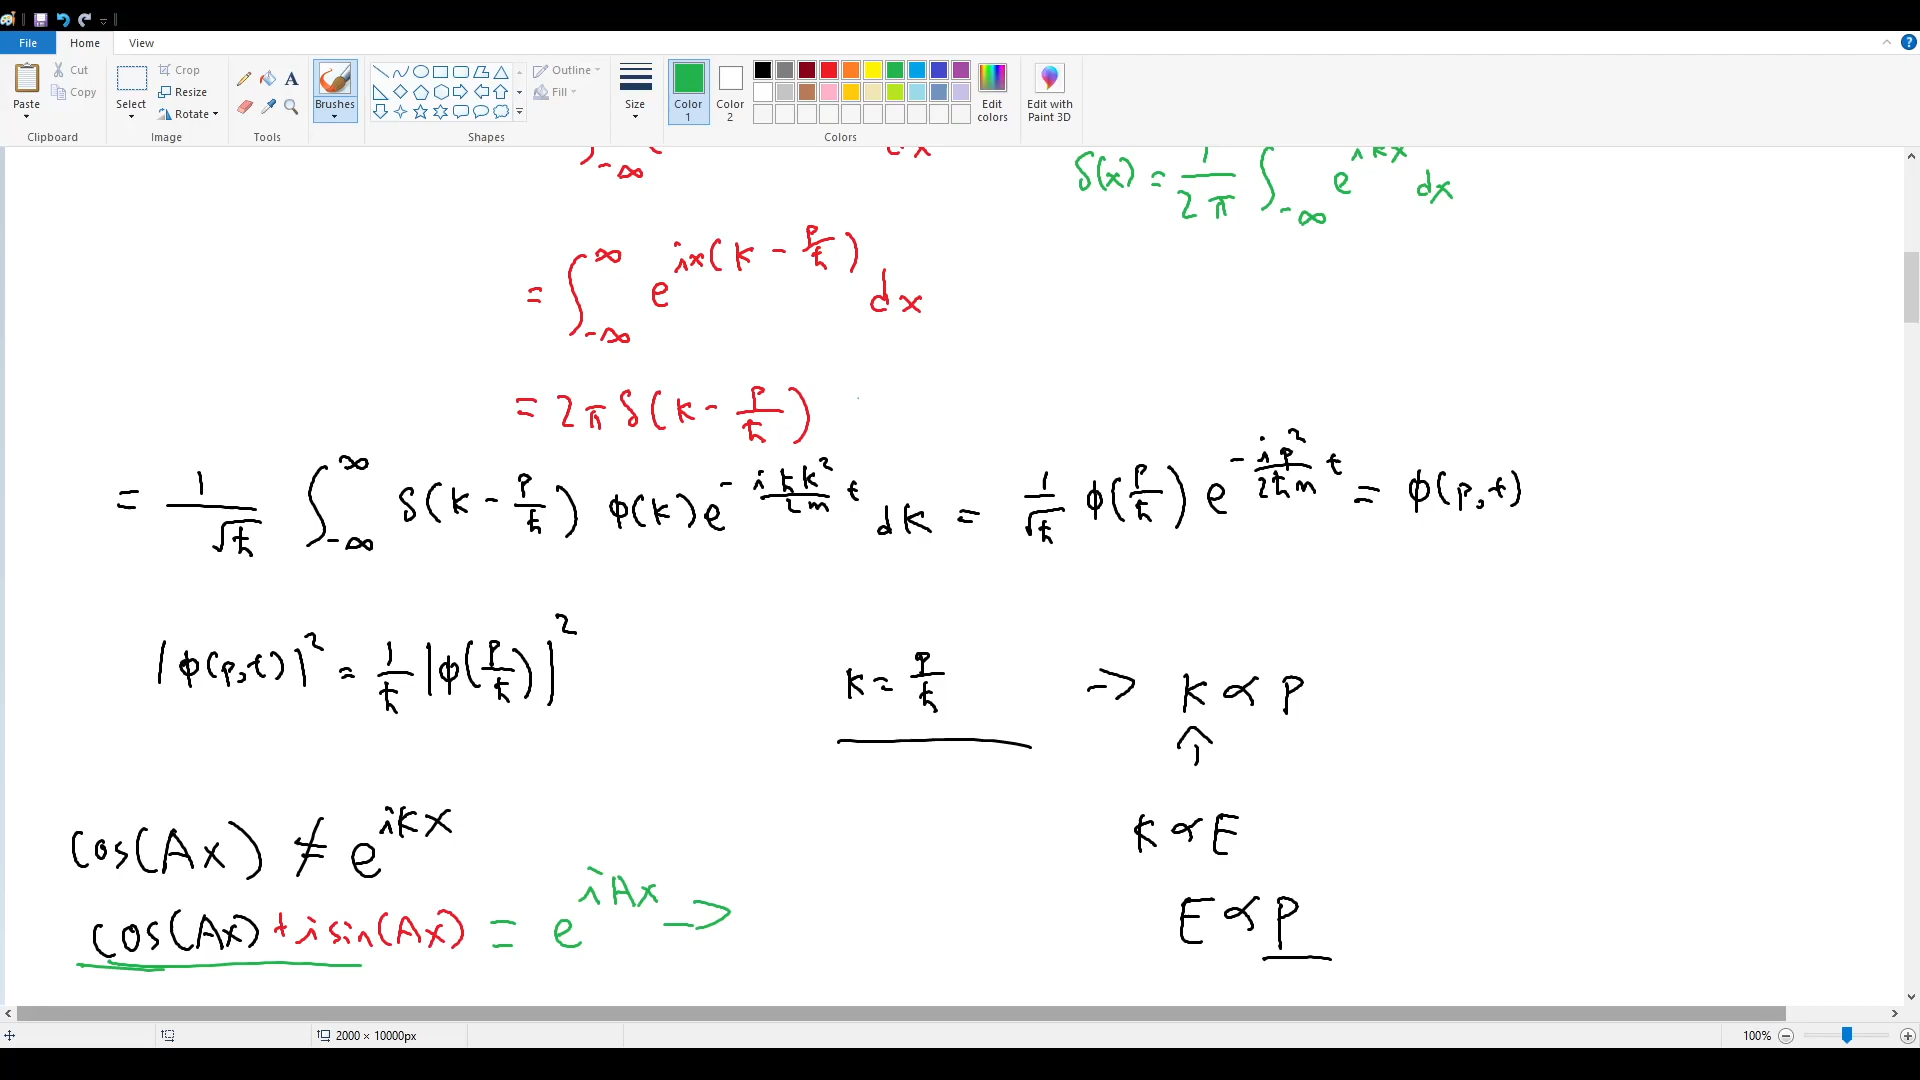 File Home View
Paste Cut Copy Clipboard
Select Crop Resize Rotate Image
Tools
Brushes
Shapes
Outline Fill
Size
Color 1 Color 2 Edit colors Colors
Edit with Paint 3D
∫_{-∞} dx
δ(x) = 1/2π ∫_{-∞} e^{ikx} dx
= ∫_{-∞}^{∞} e^{ix(k - p/ħ)} dx
= 2π δ(k - p/ħ)
= 1/√ħ ∫_{-∞}^{∞} δ(k - p/ħ) φ(k) e^{-iħk²/2m t} dk = 1/√ħ φ(p/ħ) e^{-ip²/2ħm t} = φ(p,t)
|φ(p,t)|² = 1/ħ |φ(p/ħ)|²
k = p/ħ → k ∝ p
↑
cos(Ax) ≠ e^{ikx}
k ∝ E
cos(Ax) + i sin(Ax) = e^{iAx} →
E ∝ p
2000 × 10000px
100%